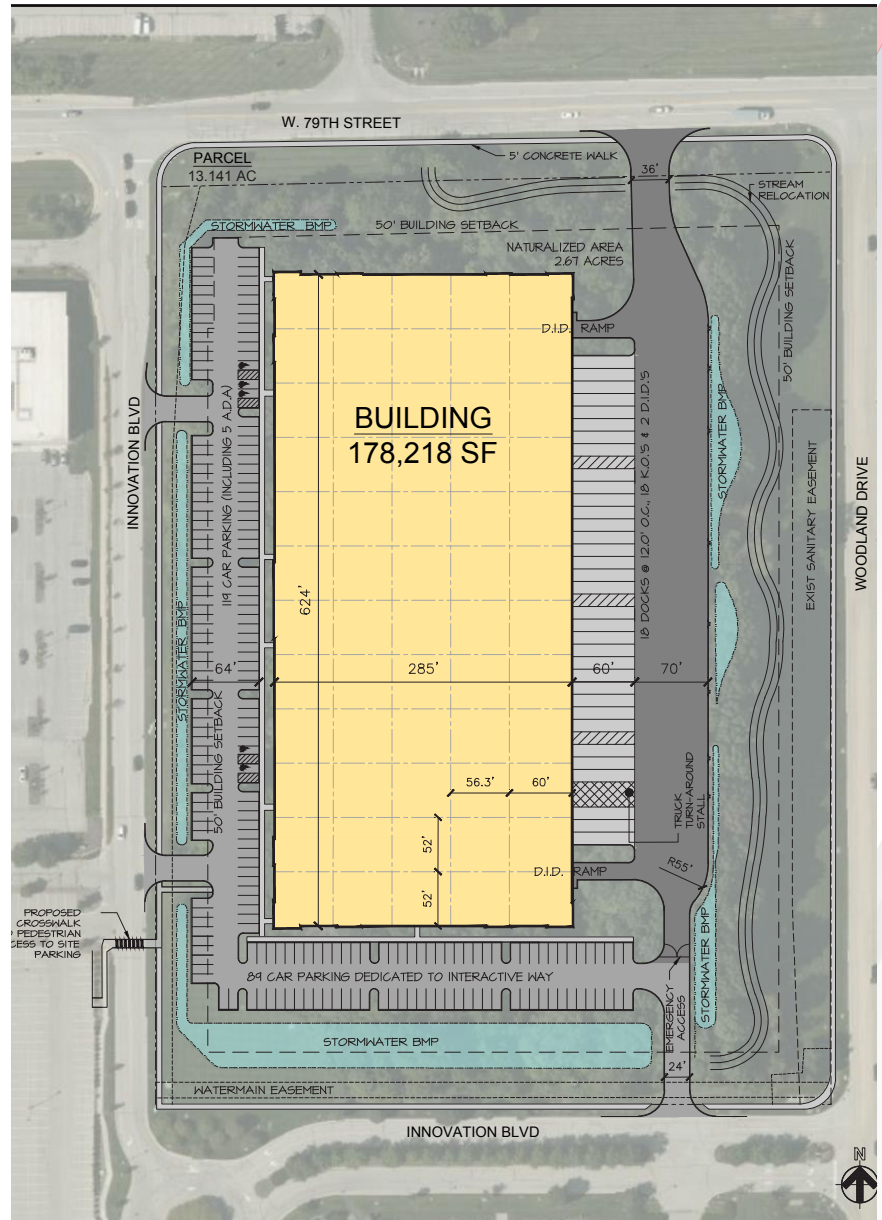 W. 79TH STREET
PARCEL
13.141 AC
5' CONCRETE WALK
36'
STREAM
RELOCATION
STORMWATER BMP
50' BUILDING SETBACK
NATURALIZED AREA
2.67 ACRES
50' BUILDING SETBACK
D.I.D. RAMP
INNOVATION BLVD
119 CAR PARKING (INCLUDING 5 A.D.A)
BUILDING
178,218 SF
18 DOCKS @ 12.0' O.C., 18 K.O.'S & 2 D.I.D.'S
STORMWATER BMP
EXIST SANITARY EASEMENT
WOODLAND DRIVE
624'
STORMWATER BMP
64'
285'
60'
70'
50' BUILDING SETBACK
56.3'
60'
TRUCK
TURN-AROUND
STALL
52'
52'
D.I.D. RAMP
R55'
PROPOSED
CROSSWALK
PEDESTRIAN
CESS TO SITE
PARKING
89 CAR PARKING DEDICATED TO INTERACTIVE WAY
STORMWATER BMP
EMERGENCY
ACCESS
STORMWATER BMP
24'
WATERMAIN EASEMENT
INNOVATION BLVD
N